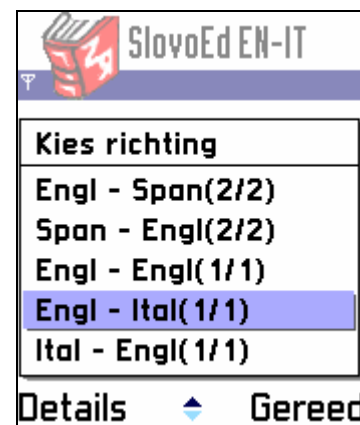 SlovoEd EN-IT
Kies richting
Engl - Span(2/2)
Span - Engl(2/2)
Engl - Engl(1/1)
Engl - Ital(1/1)
Ital - Engl(1/1)
Details Gereed